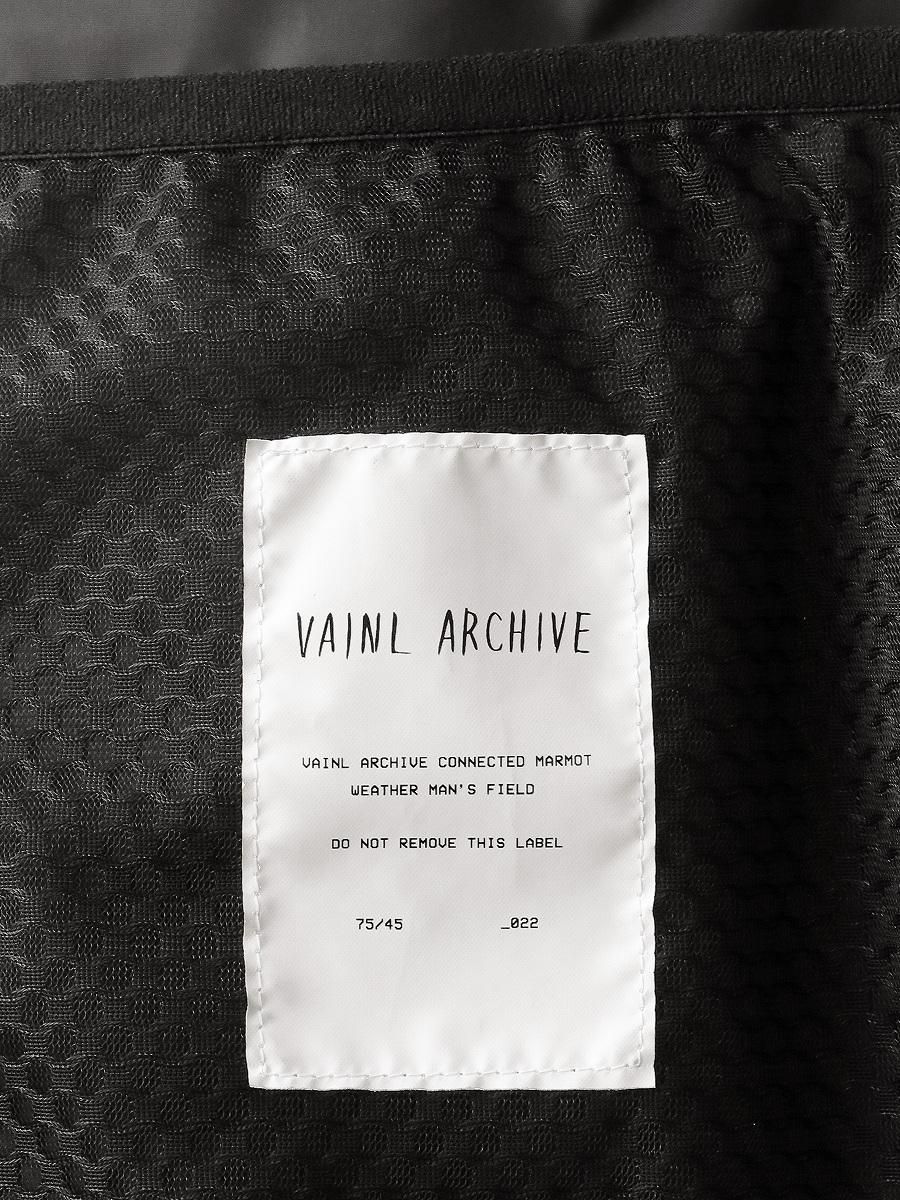 VAINL ARCHIVE
VAINL ARCHIVE CONNECTED MARMOT
WEATHER MAN'S FIELD
DO NOT REMOVE THIS LABEL
75/45 _022